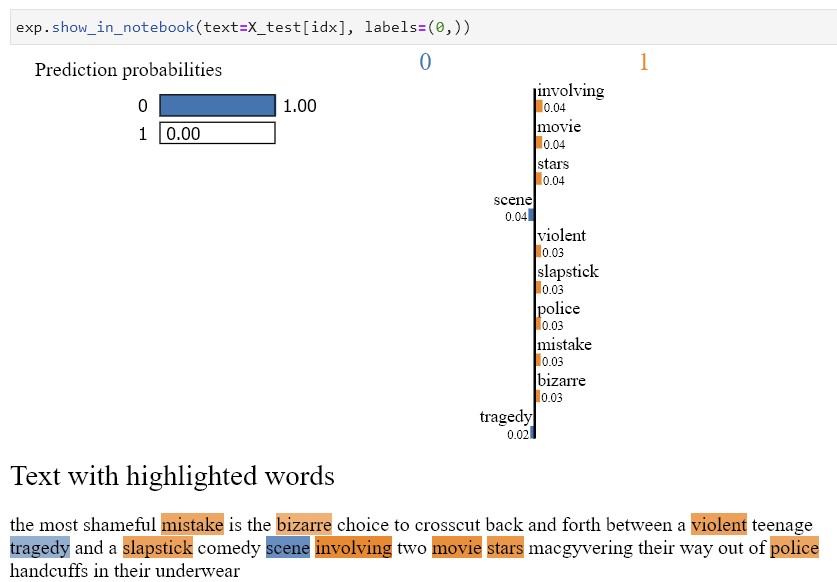 exp.show_in_notebook(text=X_test[idx], labels=(0,))
Prediction probabilities
0 1.00
1 0.00
0 1
involving
0.04
movie
0.04
stars
0.04
scene
0.04
violent
0.03
slapstick
0.03
police
0.03
mistake
0.03
bizarre
0.03
tragedy
0.02
Text with highlighted words
the most shameful mistake is the bizarre choice to crosscut back and forth between a violent teenage
tragedy and a slapstick comedy scene involving two movie stars macgyvering their way out of police
handcuffs in their underwear